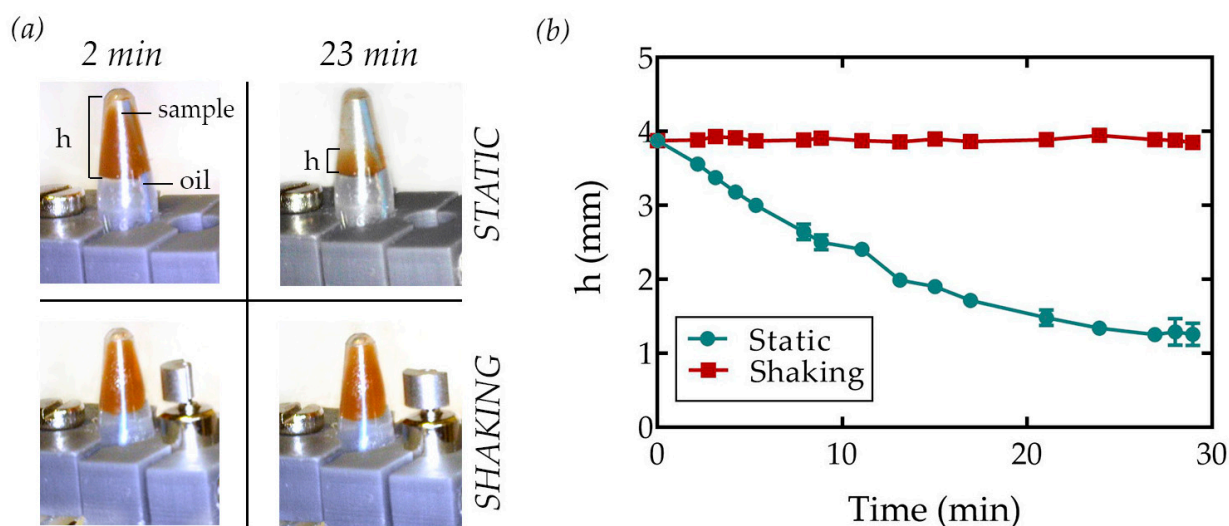 (a)
2 min
23 min
h
sample
oil
h
STATIC
SHAKING
(b)
5
4
3
2
1
0
h (mm)
Static
Shaking
0
10
20
30
Time (min)